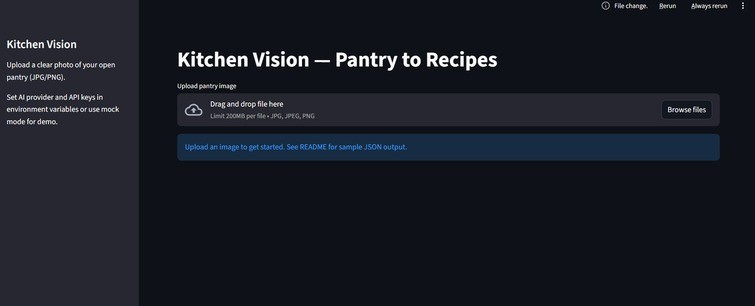 File change. Rerun Always rerun
Kitchen Vision
Upload a clear photo of your open
pantry (JPG/PNG).
Set AI provider and API keys in
environment variables or use mock
mode for demo.
Kitchen Vision — Pantry to Recipes
Upload pantry image
Drag and drop file here
Limit 200MB per file • JPG, JPEG, PNG
Browse files
Upload an image to get started. See README for sample JSON output.